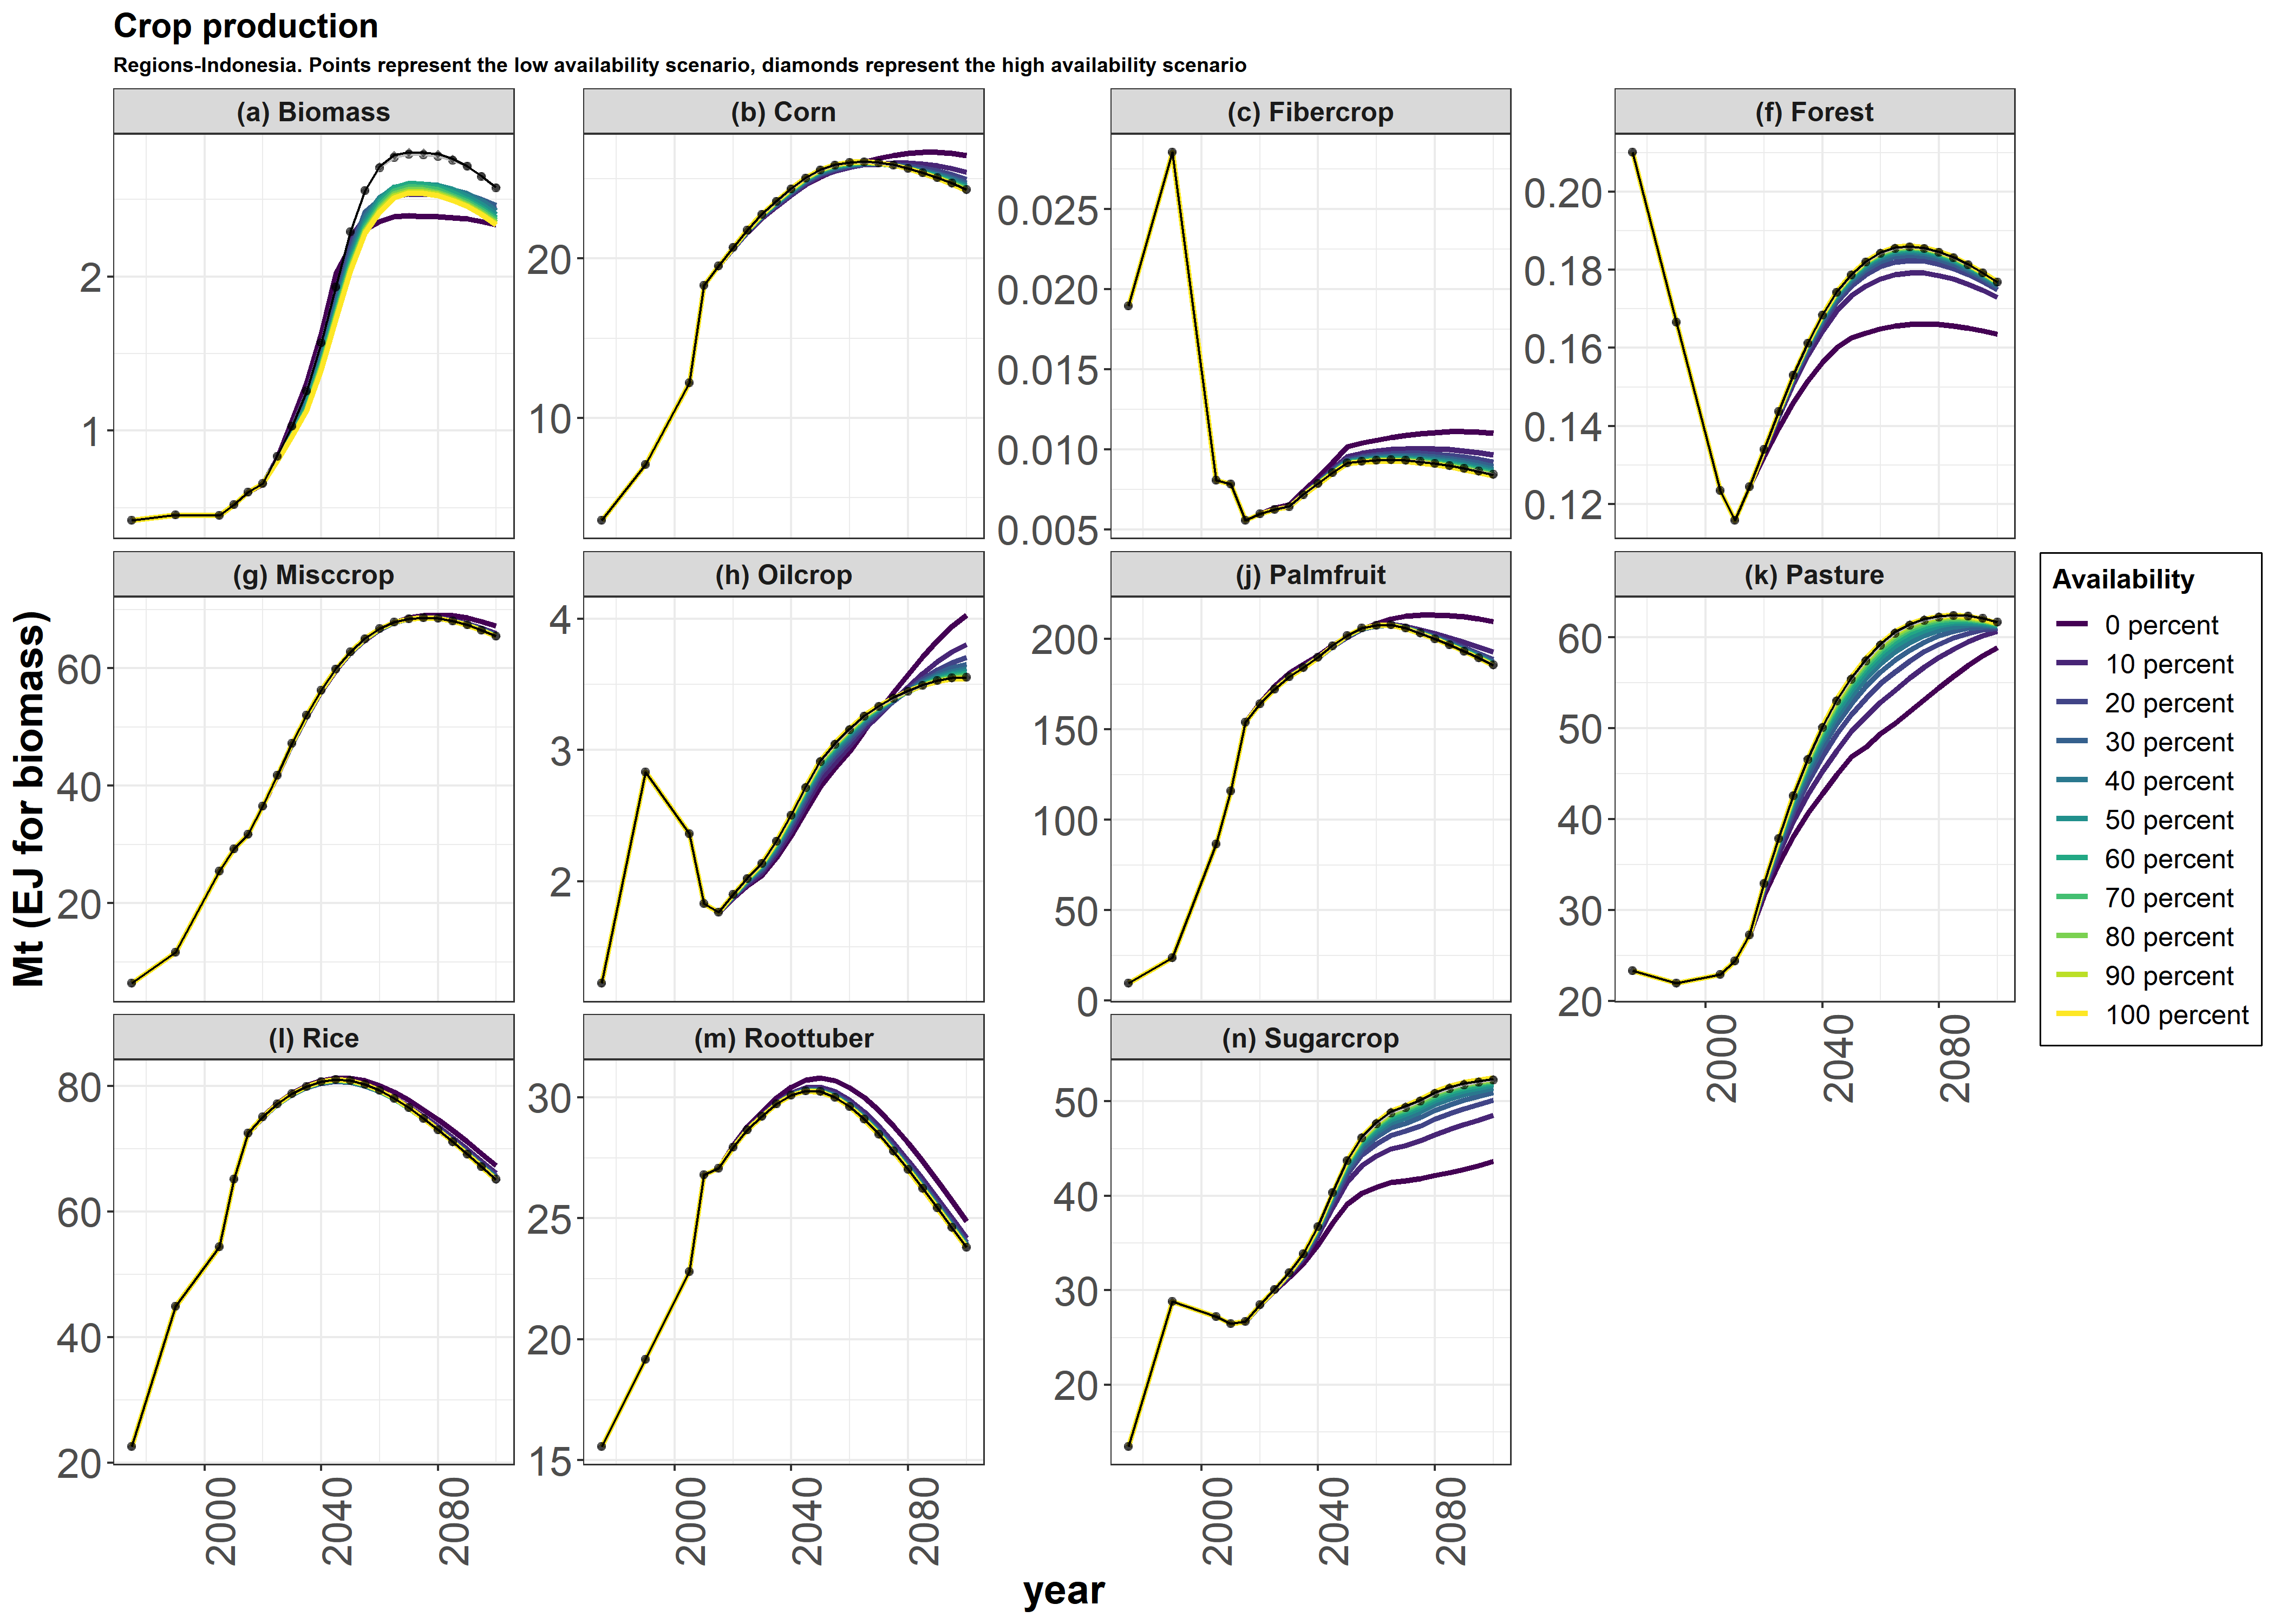 Crop production
Regions-Indonesia. Points represent the low availability scenario, diamonds represent the high availability scenario
(a) Biomass
(b) Corn
(c) Fibercrop
(f) Forest
2
1
20
10
0.025
0.020
0.015
0.010
0.005
0.20
0.18
0.16
0.14
0.12
(g) Misccrop
(h) Oilcrop
(j) Palmfruit
(k) Pasture
60
40
20
4
3
2
200
150
100
50
0
60
50
40
30
20
2000
2040
2080
(l) Rice
(m) Roottuber
(n) Sugarcrop
80
60
40
20
30
25
20
15
50
40
30
20
2000
2040
2080
2000
2040
2080
2000
2040
2080
year
Mt (EJ for biomass)
Availability
0 percent
10 percent
20 percent
30 percent
40 percent
50 percent
60 percent
70 percent
80 percent
90 percent
100 percent